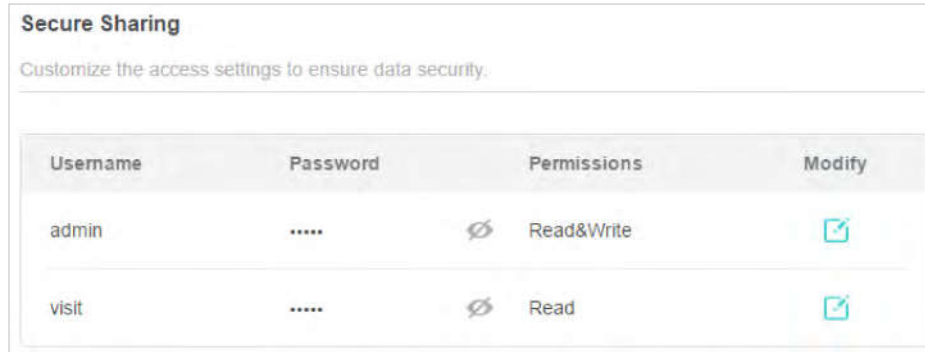 Secure Sharing
Customize the access settings to ensure data security.
Username Password Permissions Modify
admin ••••• Read&Write
visit ••••• Read